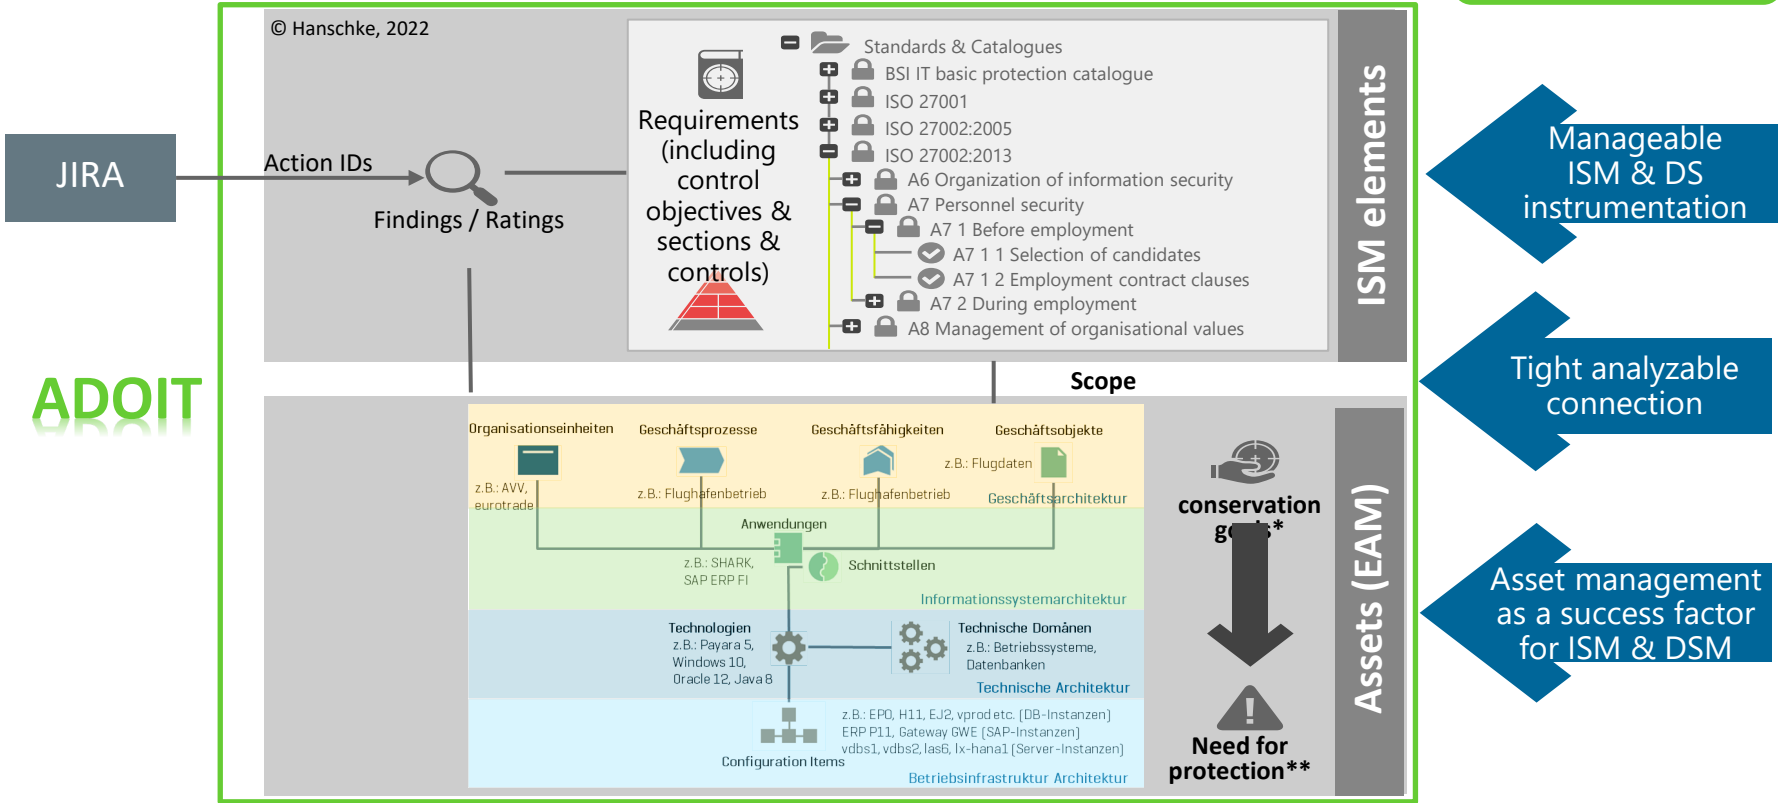 © Hanschke, 2022
JIRA
Action IDs
Findings / Ratings
Requirements
(including
control
objectives &
sections &
controls)
Standards & Catalogues
BSI IT basic protection catalogue
ISO 27001
ISO 27002:2005
ISO 27002:2013
A6 Organization of information security
A7 Personnel security
A7 1 Before employment
A7 1 1 Selection of candidates
A7 1 2 Employment contract clauses
A7 2 During employment
A8 Management of organisational values
ISM elements
Manageable
ISM & DS
instrumentation
Scope
Tight analyzable
connection
ADOIT
Organisationseinheiten
z.B.: AVV,
eurotrade
Geschäftsprozesse
z.B.: Flughafenbetrieb
Geschäftsfähigkeiten
z.B.: Flughafenbetrieb
Geschäftsobjekte
z.B.: Flugdaten
Geschäftsarchitektur
Anwendungen
z.B.: SHARK,
SAP ERP FI
Schnittstellen
Informationssystemarchitektur
Technologien
z.B.: Payara 5,
Windows 10,
Oracle 12, Java 8
Technische Domänen
z.B.: Betriebssysteme,
Datenbanken
Technische Architektur
z.B.: EP0, H11, EJ2, vprod etc. (DB-Instanzen)
ERP P11, Gateway GWE (SAP-Instanzen)
vdbs1, vdbs2, las6, lx-hana1 (Server-Instanzen)
Configuration Items
Betriebsinfrastruktur Architektur
conservation
Need for
protection**
Assets (EAM)
Asset management
as a success factor
for ISM & DSM